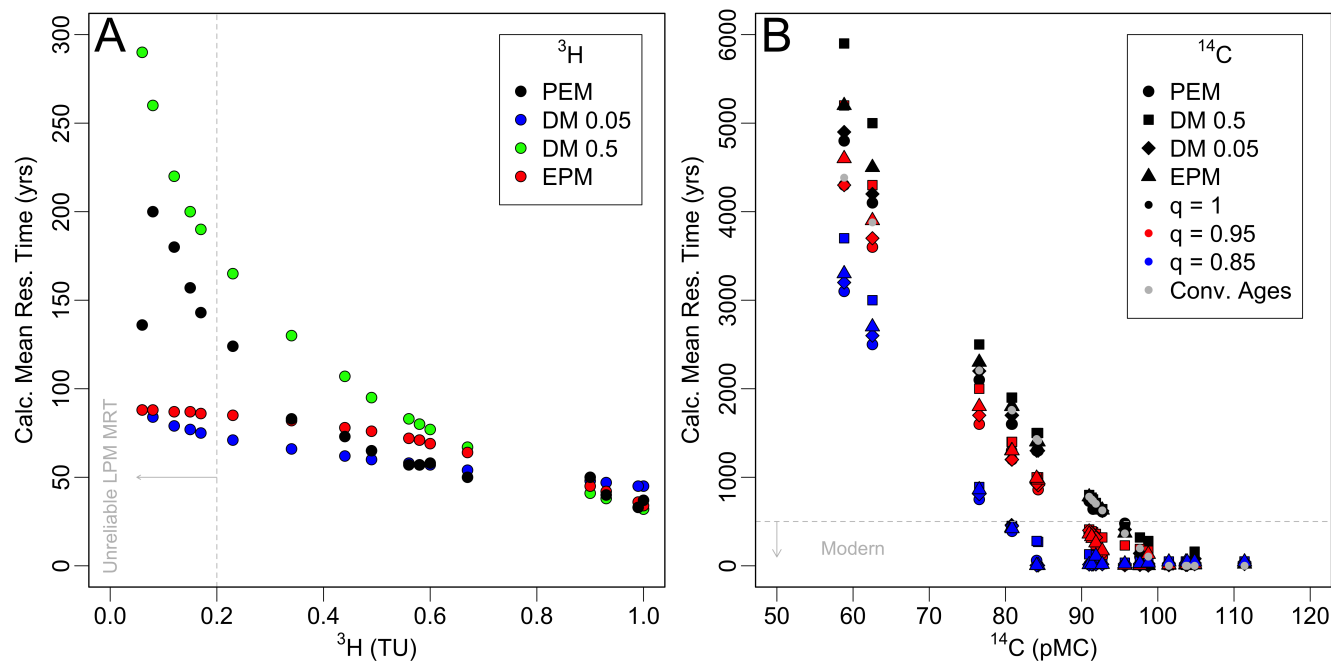 A
³H
PEM
DM 0.05
DM 0.5
EPM
300
250
200
150
100
50
0
Calc. Mean Res. Time (yrs)
Unreliable LPM MRT
0.0
0.2
0.4
0.6
0.8
1.0
³H (TU)
B
¹⁴C
PEM
DM 0.5
DM 0.05
EPM
q = 1
q = 0.95
q = 0.85
Conv. Ages
6000
5000
4000
3000
2000
1000
0
Calc. Mean Res. Time (yrs)
Modern
50
60
70
80
90
100
110
120
¹⁴C (pMC)